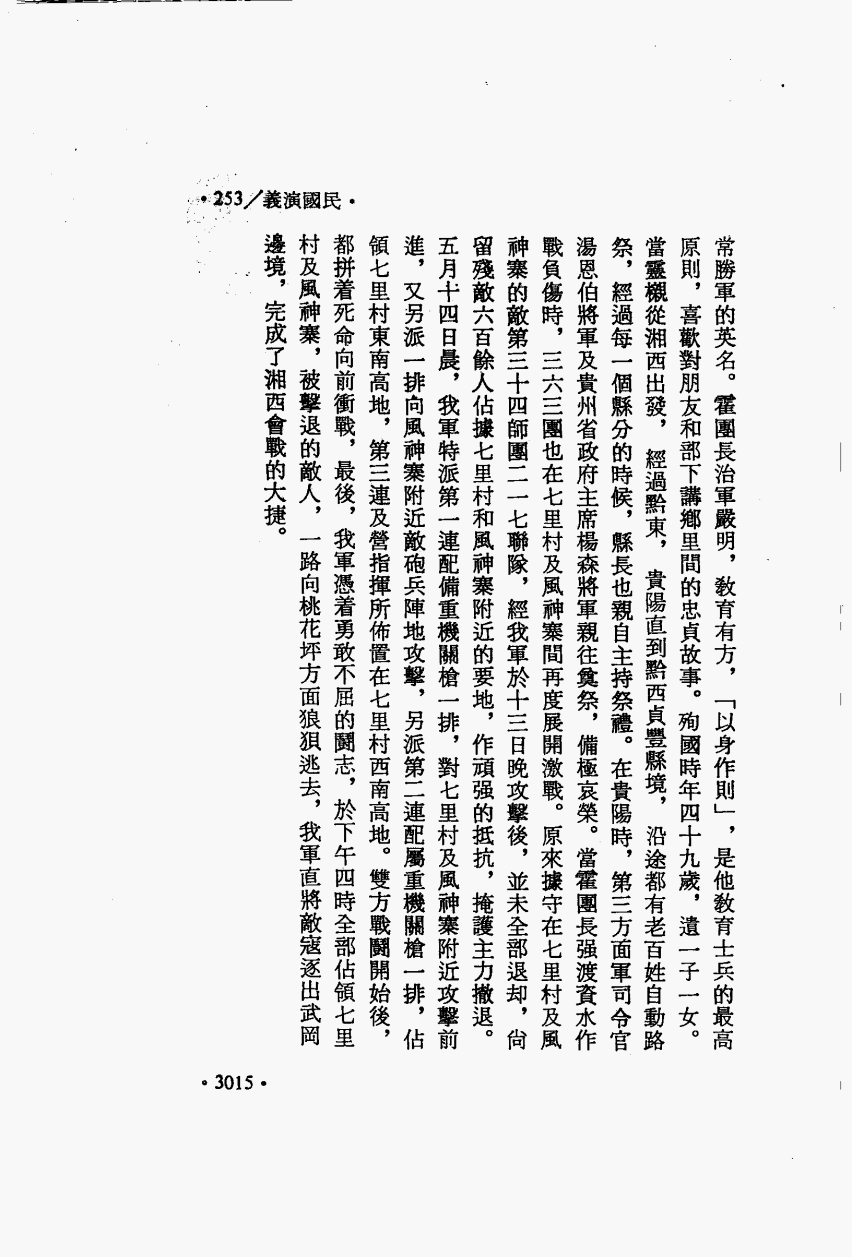 •253／義演國民•
常勝軍的英名。霍團長治軍嚴明，教育有方，「以身作則」，是他教育士兵的最高
原則，喜歡對朋友和部下講鄉里間的忠貞故事。殉國時年四十九歲，遺一子一女。
當靈櫬從湘西出發，經過黔東，貴陽直到黔西貞豐縣境，沿途都有老百姓自動路
祭，經過每一個縣分的時候，縣長也親自主持祭禮。在貴陽時，第三方面軍司令官
湯恩伯將軍及貴州省政府主席楊森將軍親往奠祭，備極哀榮。當霍團長强渡資水作
戰負傷時，三六三團也在七里村及風神寨間再度展開激戰。原來據守在七里村及風
神寨的敵第三十四師團二一七聯隊，經我軍於十三日晚攻擊後，並未全部退却，尙
留殘敵六百餘人佔據七里村和風神寨附近的要地，作頑强的抵抗，掩護主力撤退。
五月十四日晨，我軍特派第一連配備重機關槍一排，對七里村及風神寨附近攻擊前
進，又另派一排向風神寨附近敵砲兵陣地攻擊，另派第二連配屬重機關槍一排，佔
領七里村東南高地，第三連及營指揮所佈置在七里村西南高地。雙方戰鬪開始後，
都拼着死命向前衝戰，最後，我軍憑着勇敢不屈的鬪志，於下午四時全部佔領七里
村及風神寨，被擊退的敵人，一路向桃花坪方面狼狽逃去，我軍直將敵寇逐出武岡
邊境，完成了湘西會戰的大捷。
•3015•